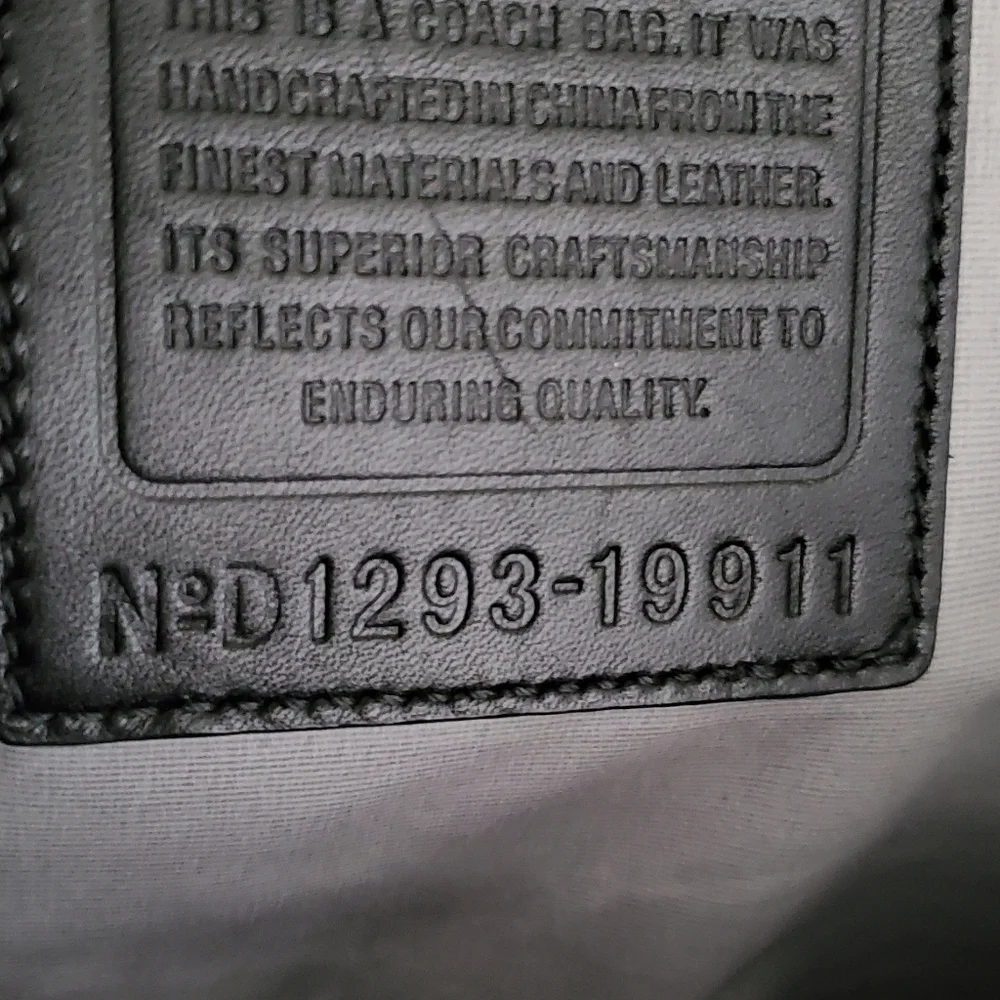 THIS IS A COACH BAG. IT WAS
HANDCRAFTED IN CHINA FROM THE
FINEST MATERIALS AND LEATHER.
ITS SUPERIOR CRAFTSMANSHIP
REFLECTS OUR COMMITMENT TO
ENDURING QUALITY.
NºD1293-19911